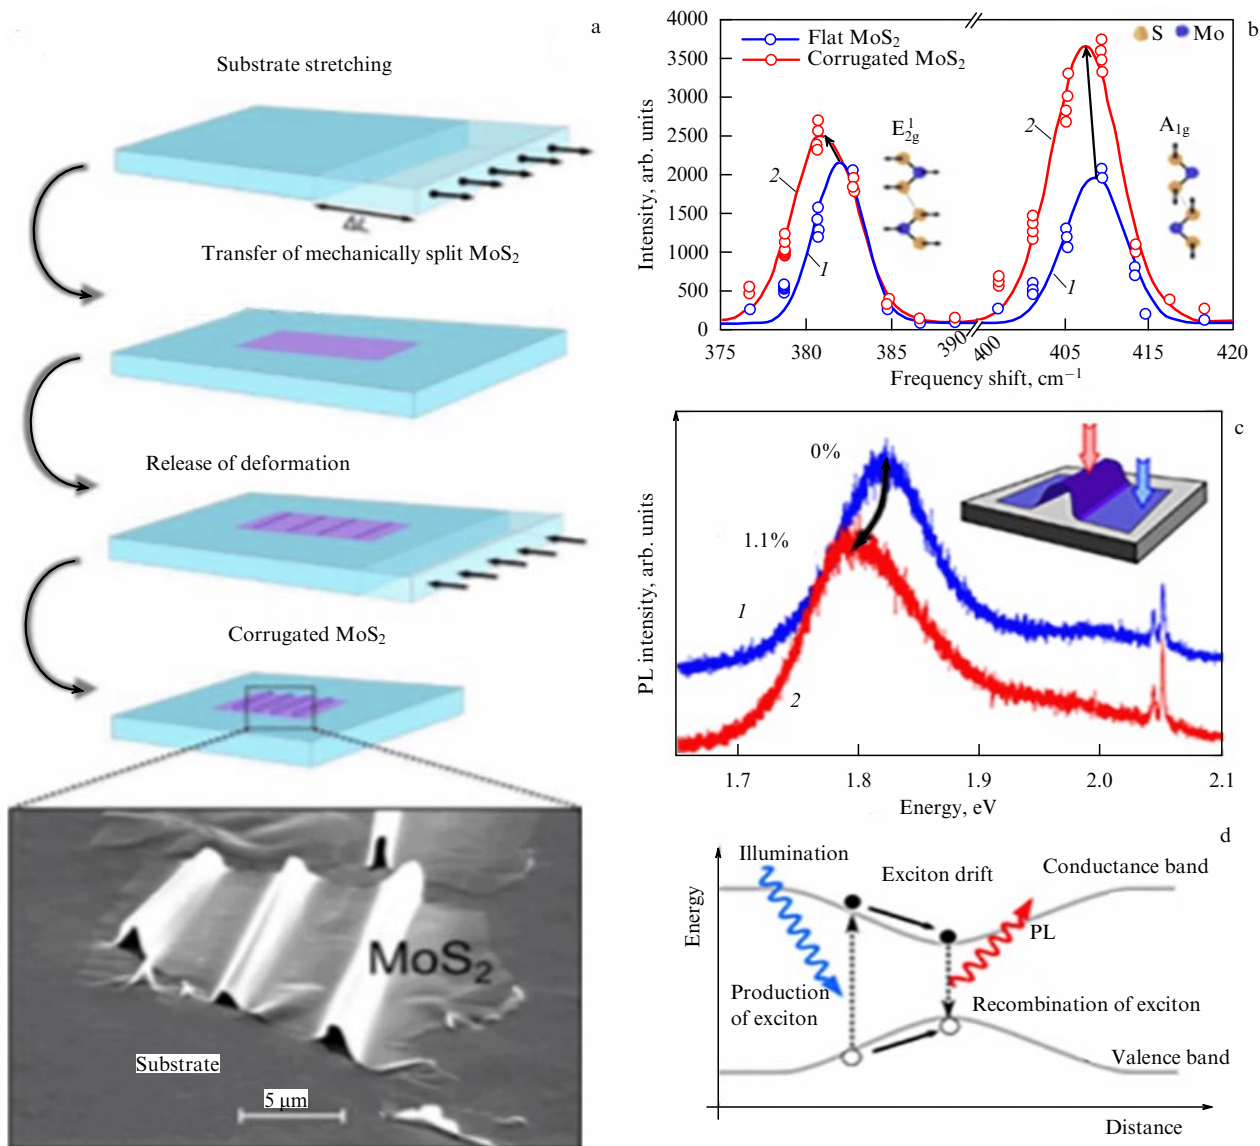 a
Substrate stretching
ΔL
Transfer of mechanically split MoS₂
Release of deformation
Corrugated MoS₂
MoS₂
Substrate
5 μm
b
4000
3500
3000
2500
2000
1500
1000
500
0
Intensity, arb. units
Flat MoS₂
Corrugated MoS₂
S Mo
E¹₂g
A₁g
2
1
2
1
375 380 385 390 400 405 415 420
Frequency shift, cm⁻¹
c
PL intensity, arb. units
0%
1.1%
1
2
1.7 1.8 1.9 2.0 2.1
Energy, eV
d
Energy
Illumination
Exciton drift
Conductance band
PL
Production
of exciton
Recombination of exciton
Valence band
Distance